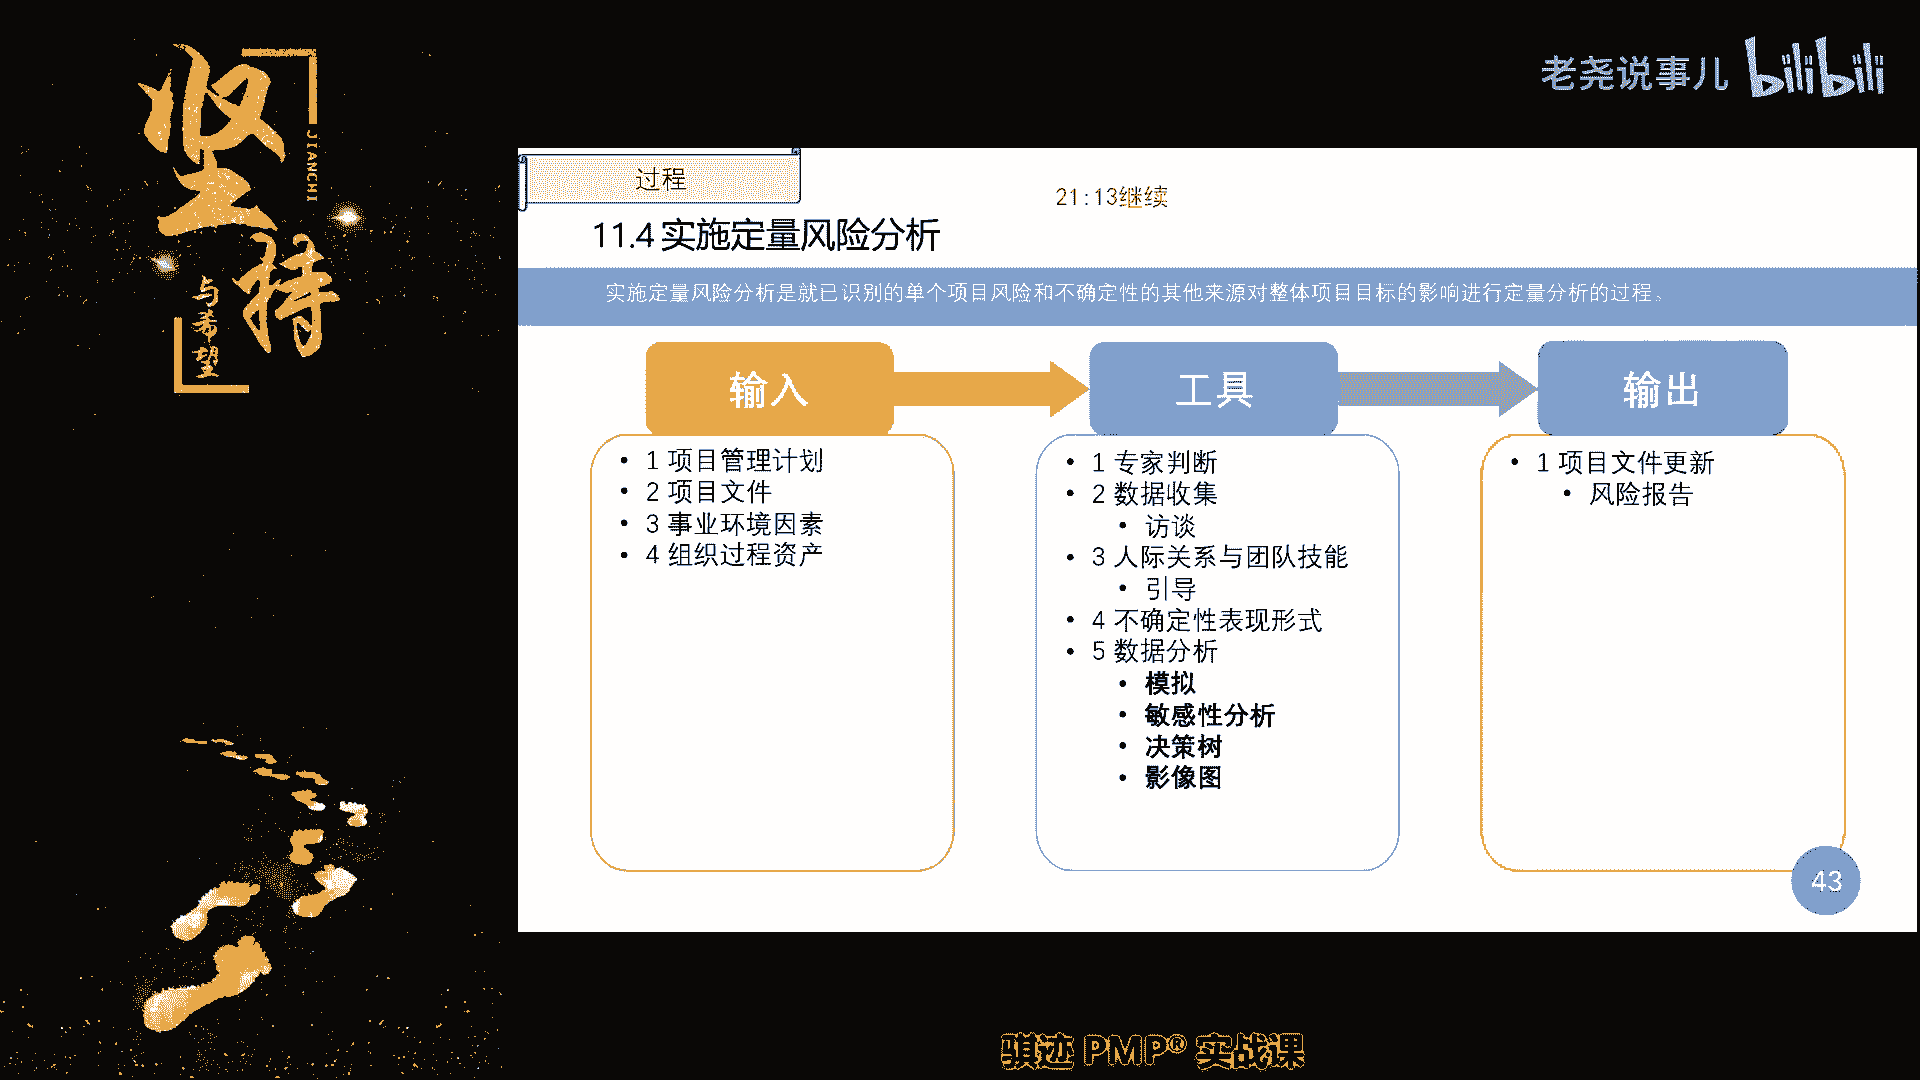 坚持
JIANCHI
与希望
老尧说事儿 bilibili
过程
21:13继续
11.4 实施定量风险分析
实施定量风险分析是就已识别的单个项目风险和不确定性的其他来源对整体项目目标的影响进行定量分析的过程。
输入
• 1 项目管理计划
• 2 项目文件
• 3 事业环境因素
• 4 组织过程资产
工具
• 1 专家判断
• 2 数据收集
• 访谈
• 3 人际关系与团队技能
• 引导
• 4 不确定性表现形式
• 5 数据分析
• 模拟
• 敏感性分析
• 决策树
• 影像图
输出
• 1 项目文件更新
• 风险报告
43
骐迹 PMP® 实战课